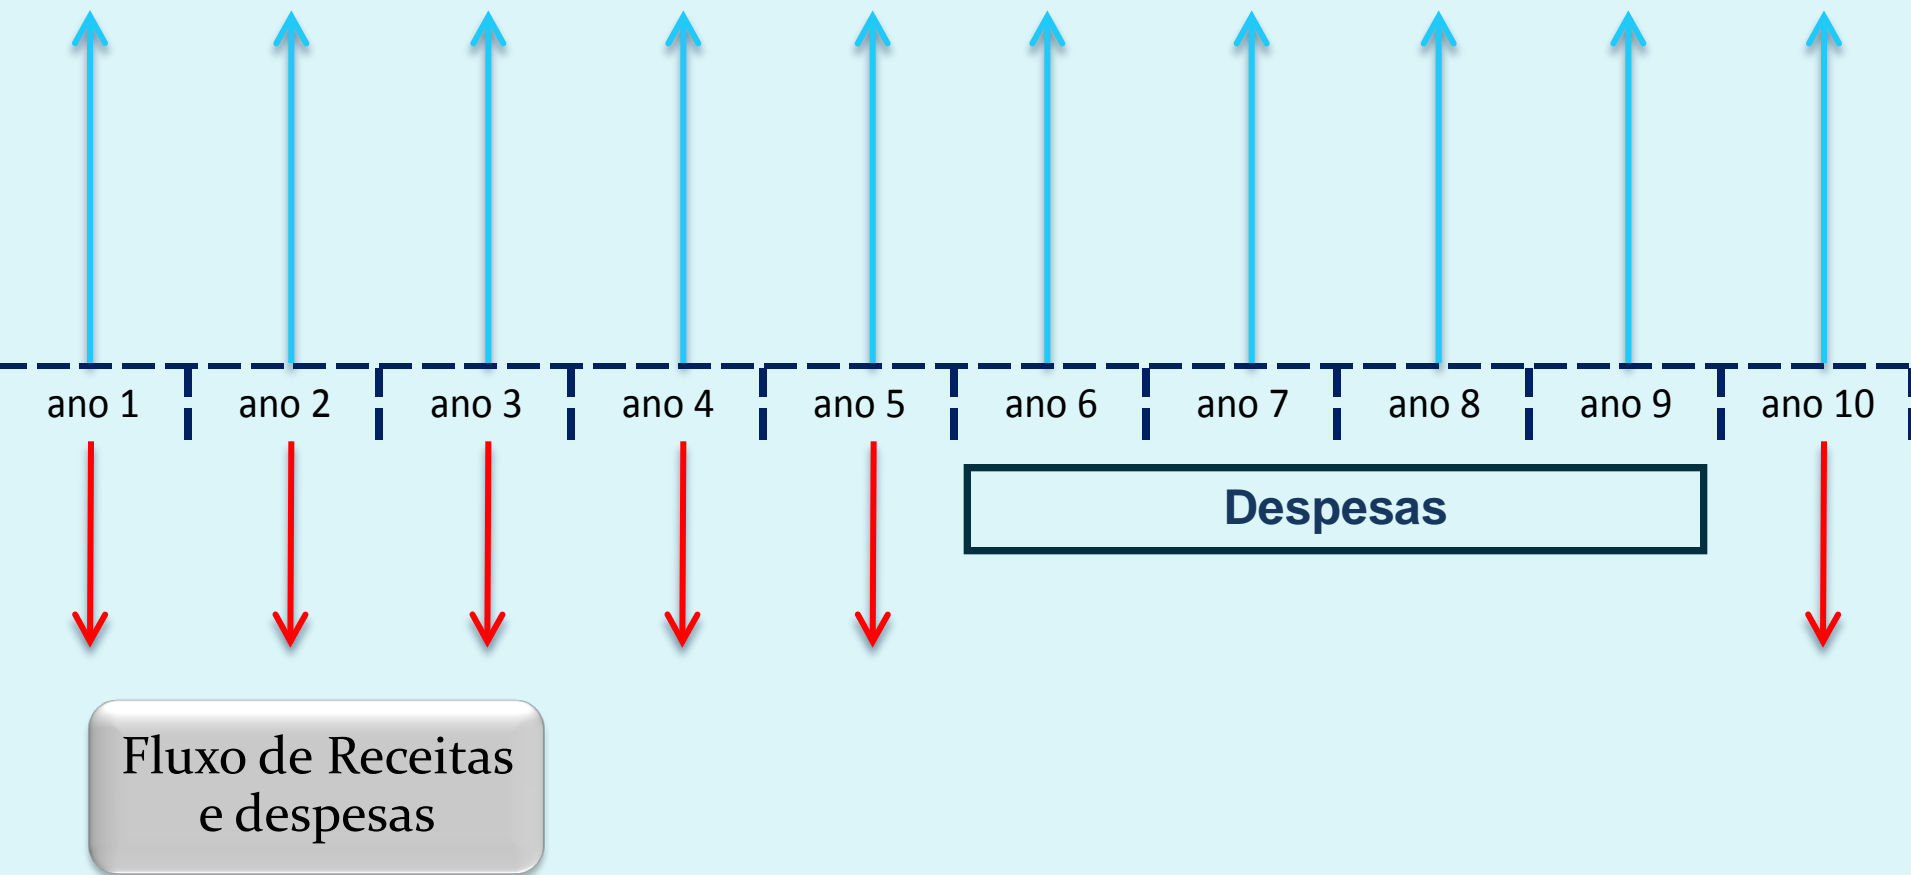 ano 1 ano 2 ano 3 ano 4 ano 5 ano 6 ano 7 ano 8 ano 9 ano 10
Despesas
Fluxo de Receitas
e despesas